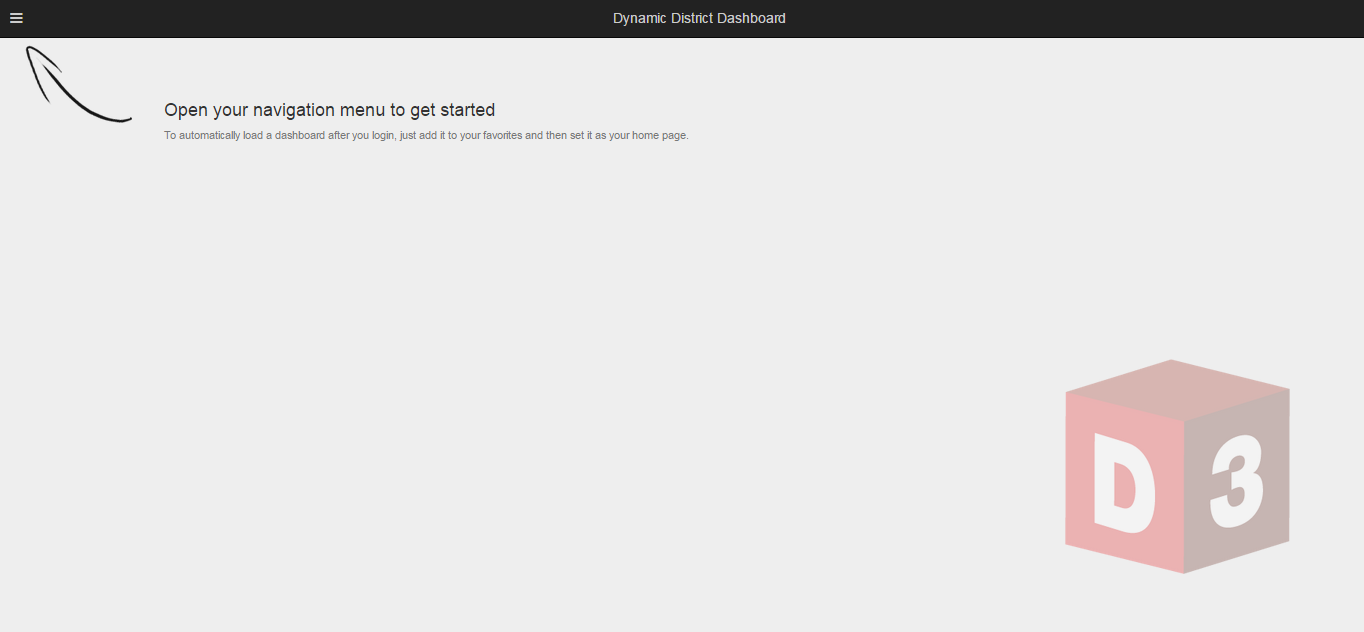 Dynamic District Dashboard
Open your navigation menu to get started
To automatically load a dashboard after you login, just add it to your favorites and then set it as your home page.
D 3